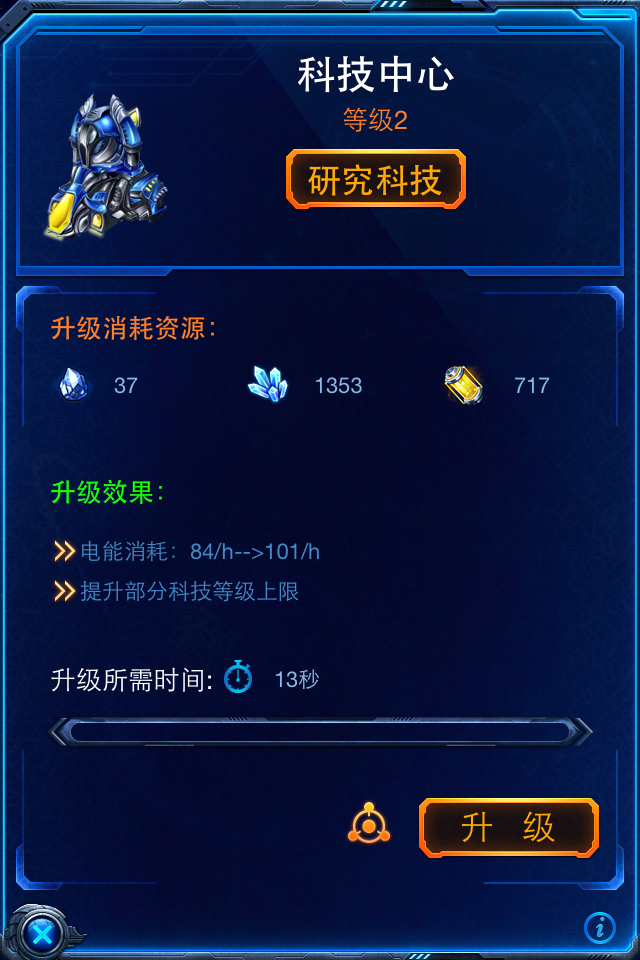 科技中心
等级2
研究科技
升级消耗资源：
37 1353 717
升级效果：
电能消耗：84/h-->101/h
提升部分科技等级上限
升级所需时间: 13秒
升 级
i